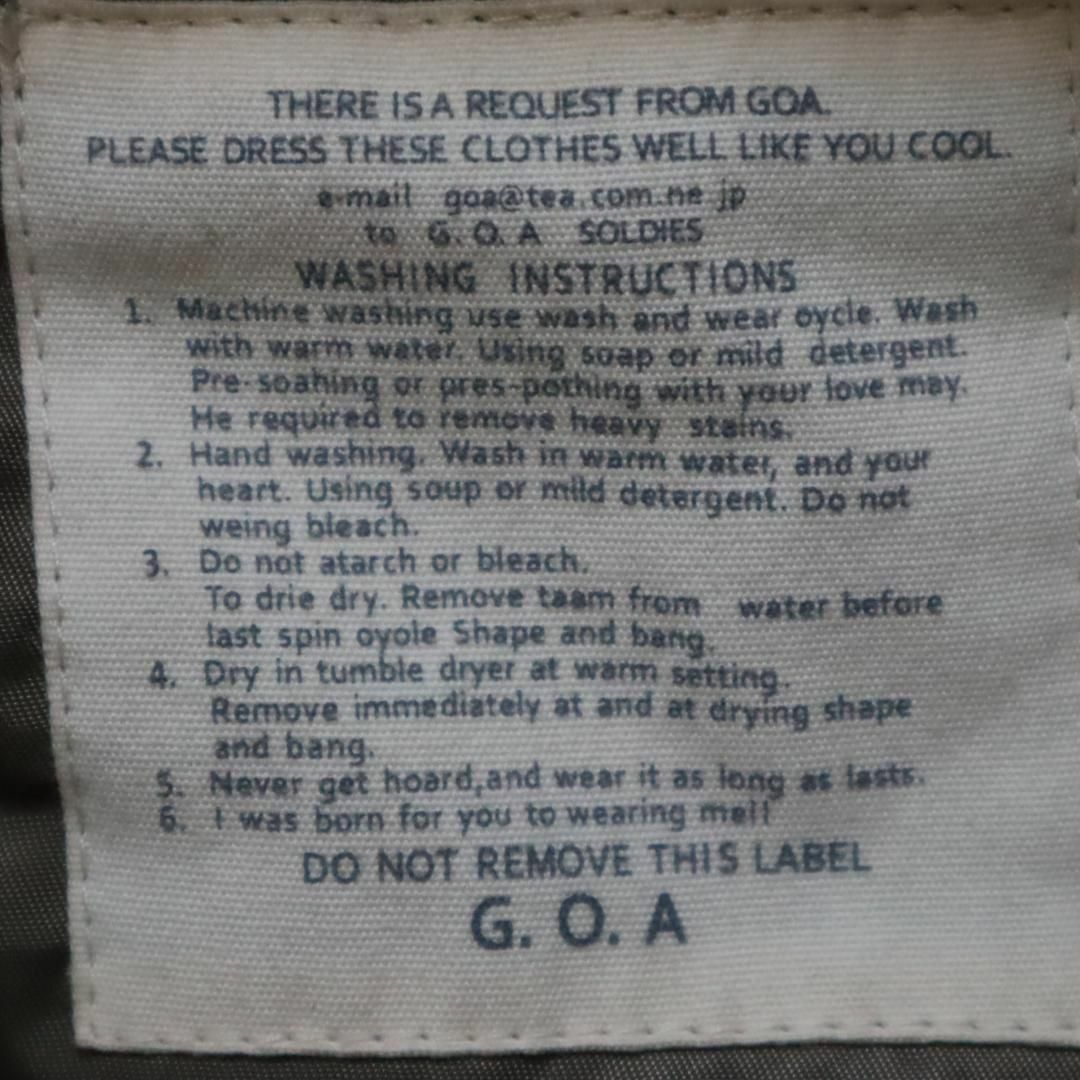 THERE IS A REQUEST FROM GOA.
PLEASE DRESS THESE CLOTHES WELL LIKE YOU COOL.
e-mail goa@tea.com.ne jp
to G. O. A SOLDIES
WASHING INSTRUCTIONS
1. Machine washing use wash and wear oycle. Wash
with warm water. Using soap or mild detergent.
Pre-soahing or pres-pothing with your love may.
He required to remove heavy stains.
2. Hand washing. Wash in warm water, and your
heart. Using soup or mild detergent. Do not
weing bleach.
3. Do not atarch or bleach.
To drie dry. Remove taam from water before
last spin oyole Shape and bang.
4. Dry in tumble dryer at warm setting.
Remove immediately at and at drying shape
and bang.
5. Never get hoard,and wear it as long as lasts.
6. I was born for you to wearing me!!
DO NOT REMOVE THIS LABEL
G. O. A